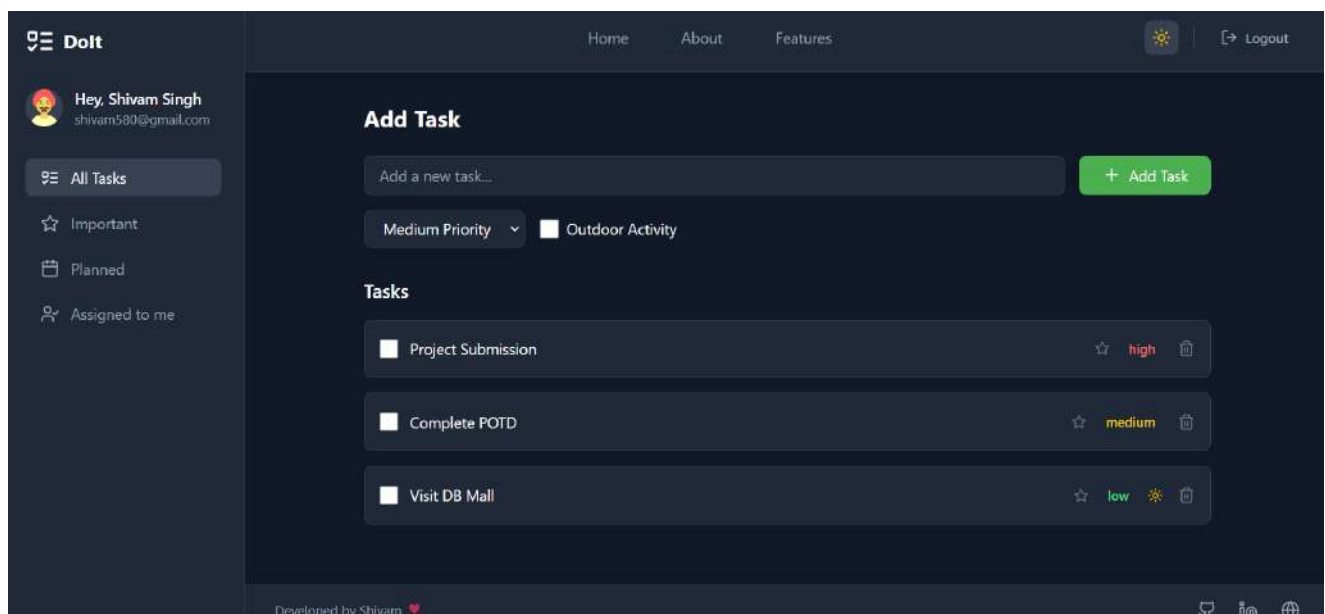 DoIt
Home About Features
Logout
Hey, Shivam Singh
shivam580@gmail.com
All Tasks
Important
Planned
Assigned to me
Add Task
Add a new task...
+ Add Task
Medium Priority
Outdoor Activity
Tasks
Project Submission high
Complete POTD medium
Visit DB Mall low
Developed by Shivam